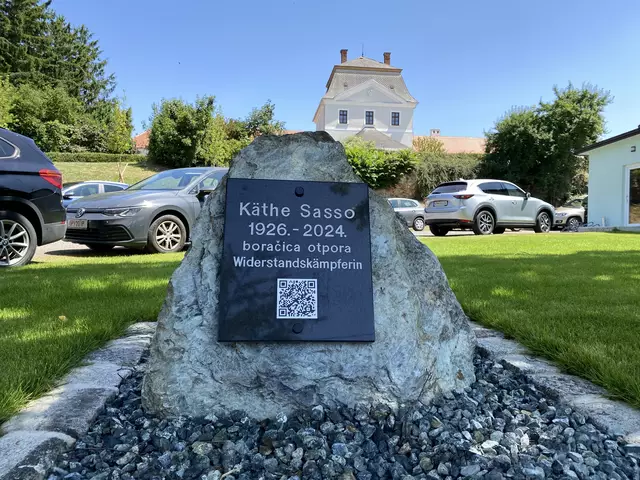 Käthe Sasso
1926. - 2024.
boračica otpora
Widerstandskämpferin